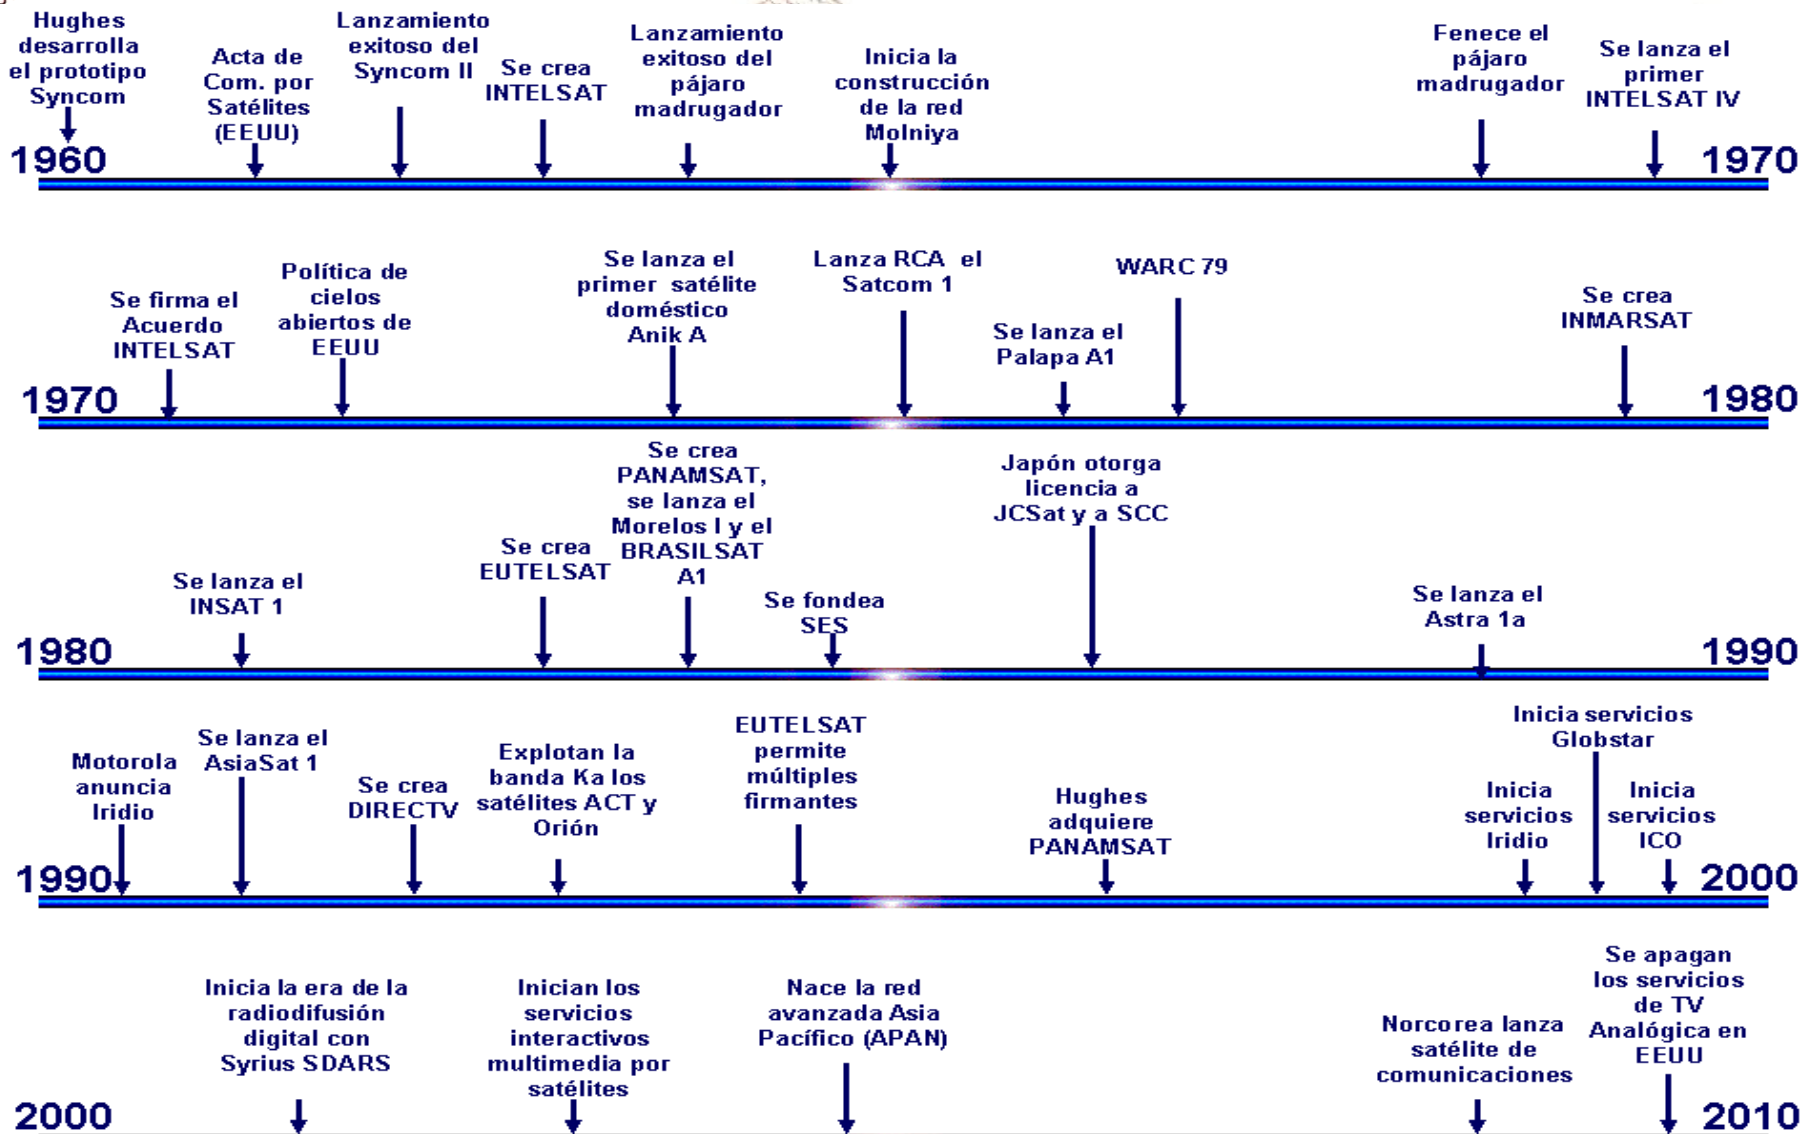 Hughes
desarrolla
el prototipo
Syncom
Acta de
Com. por
Satélites
(EEUU)
Lanzamiento
exitoso del
Syncom II
Se crea
INTELSAT
Lanzamiento
exitoso del
pájaro
madrugador
Inicia la
construcción
de la red
Molniya
Fenece el
pájaro
madrugador
Se lanza el
primer
INTELSAT IV
1960
1970
Se firma el
Acuerdo
INTELSAT
Política de
cielos
abiertos de
EEUU
Se lanza el
primer satélite
doméstico
Anik A
Lanza RCA el
Satcom 1
Se lanza el
Palapa A1
WARC 79
Se crea
INMARSAT
1970
1980
Se lanza el
INSAT 1
Se crea
EUTELSAT
Se crea
PANAMSAT,
se lanza el
Morelos I y el
BRASILSAT
A1
Se fondea
SES
Japón otorga
licencia a
JCSat y a SCC
Se lanza el
Astra 1a
1980
1990
Motorola
anuncia
Iridio
Se lanza el
AsiaSat 1
Se crea
DIRECTV
Explotan la
banda Ka los
satélites ACT y
Orión
EUTELSAT
permite
múltiples
firmantes
Hughes
adquiere
PANAMSAT
Inicia
servicios
Iridio
Inicia servicios
Globstar
Inicia
servicios
ICO
1990
2000
Inicia la era de la
radiodifusión
digital con
Syrius SDARS
Inician los
servicios
interactivos
multimedia por
satélites
Nace la red
avanzada Asia
Pacífico (APAN)
Norcorea lanza
satélite de
comunicaciones
Se apagan
los servicios
de TV
Analógica en
EEUU
2000
2010